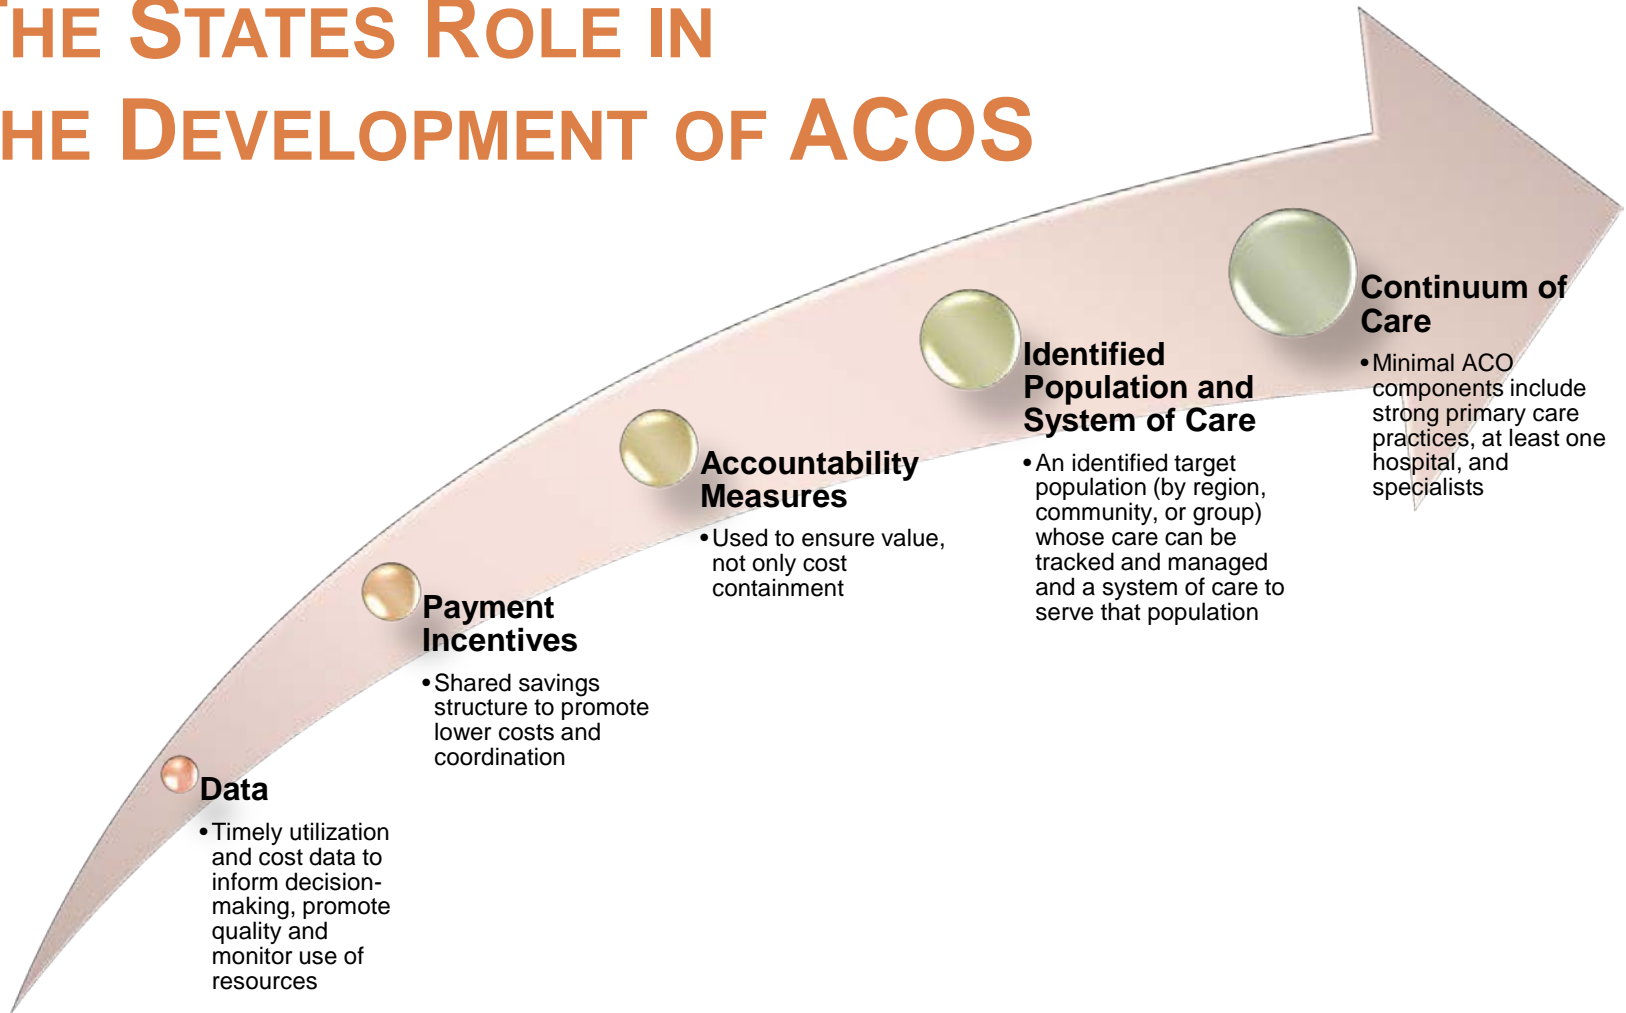 THE STATES ROLE IN
THE DEVELOPMENT OF ACOS
Data
•Timely utilization
and cost data to
inform decision-
making, promote
quality and
monitor use of
resources
Payment
Incentives
•Shared savings
structure to promote
lower costs and
coordination
Accountability
Measures
•Used to ensure value,
not only cost
containment
Identified
Population and
System of Care
•An identified target
population (by region,
community, or group)
whose care can be
tracked and managed
and a system of care to
serve that population
Continuum of
Care
•Minimal ACO
components include
strong primary care
practices, at least one
hospital, and
specialists